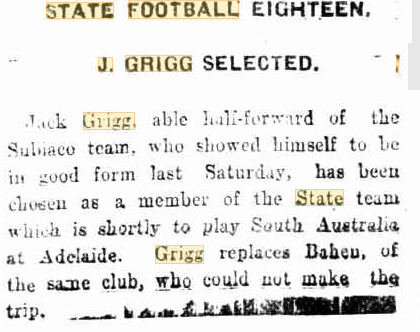 STATE FOOTBALL EIGHTEEN.
J. GRIGG SELECTED.
Jack Grigg, able half-forward of the
Subiaco team, who showed himself to be
in good form last Saturday, has been
chosen as a member of the State team
which is shortly to play South Australia
at Adelaide. Grigg replaces Bahen, of
the same club, who could not make the
trip.